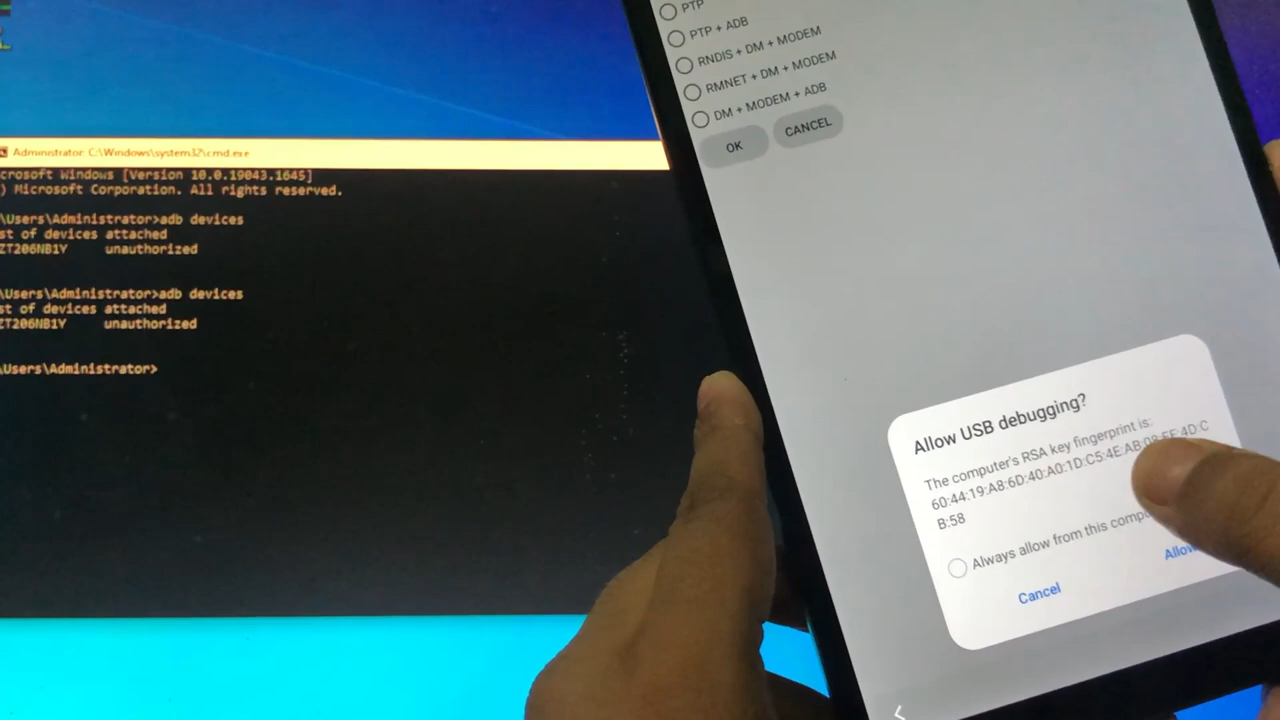 Administrator: C:\Windows\system32\cmd.exe
crosoft Windows [Version 10.0.19043.1645]
) Microsoft Corporation. All rights reserved.
\Users\Administrator>adb devices
st of devices attached
ZT206NB1Y unauthorized
\Users\Administrator>adb devices
st of devices attached
ZT206NB1Y unauthorized
\Users\Administrator>
PTP
PTP + ADB
RNDIS + DM + MODEM
RMNET + DM + MODEM
DM + MODEM + ADB
OK CANCEL
Allow USB debugging?
The computer's RSA key fingerprint is:
60:44:19:A8:6D:40:A0:1D:C5:4E:AB:08:FF:4D:C
B:58
Always allow from this comp
Cancel Allow